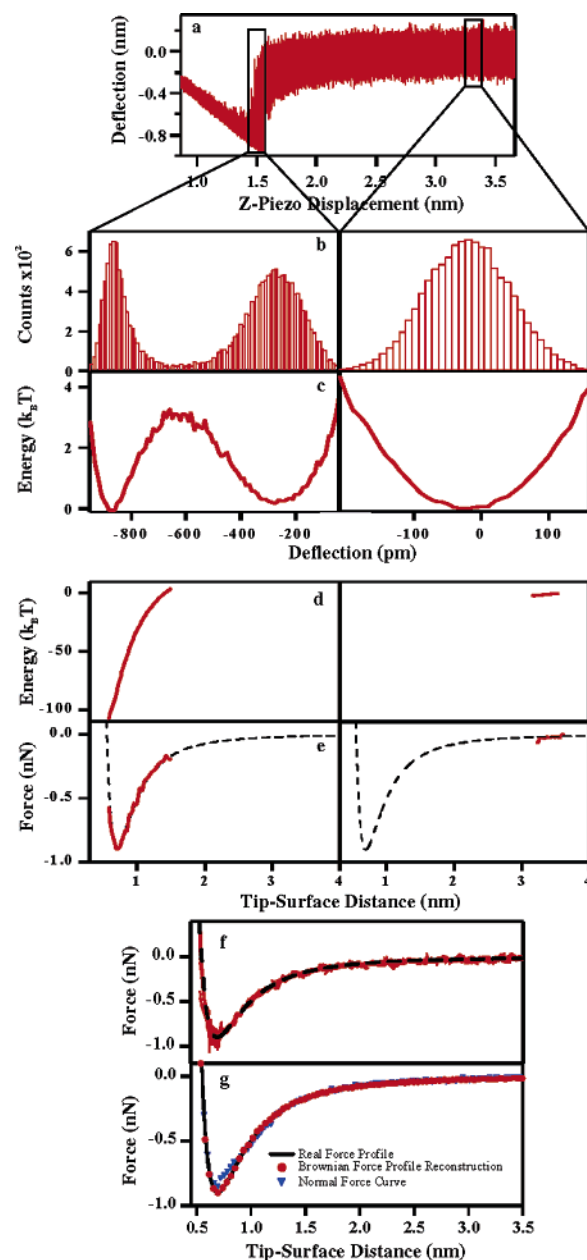 a
Deflection (nm)
0.0
-0.4
-0.8
1.0 1.5 2.0 2.5 3.0 3.5
Z-Piezo Displacement (nm)
b
Counts x10²
6
4
2
0
c
Energy (kBT)
4
2
0
-800 -600 -400 -200 -100 0 100
Deflection (pm)
d
Energy (kBT)
0
-50
-100
e
Force (nN)
0.0
-0.5
-1.0
1 2 3 4 1 2 3 4
Tip-Surface Distance (nm)
f
Force (nN)
0.0
-0.5
-1.0
g
Force (nN)
0.0
-0.5
-1.0
Real Force Profile
Brownian Force Profile Reconstruction
Normal Force Curve
0.5 1.0 1.5 2.0 2.5 3.0 3.5
Tip-Surface Distance (nm)